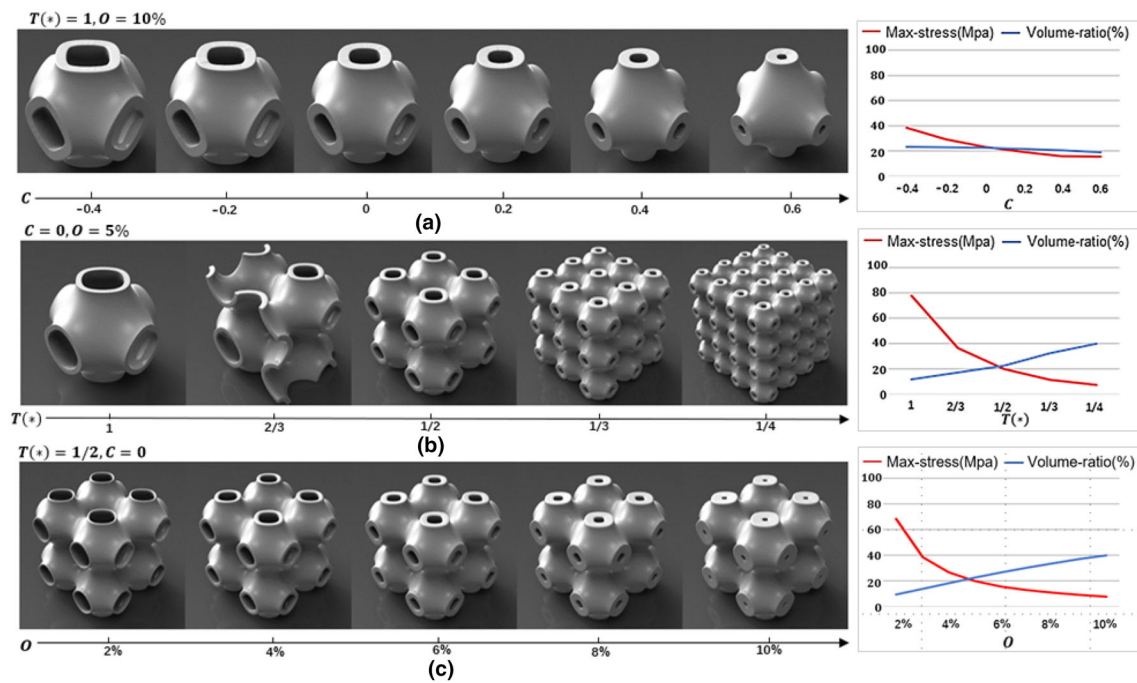 T(*) = 1, O = 10%
C
-0.4 -0.2 0 0.2 0.4 0.6
(a)
Max-stress(Mpa) Volume-ratio(%)
100
80
60
40
20
0
-0.4 -0.2 0 0.2 0.4 0.6
C
C = 0, O = 5%
T(*)
1 2/3 1/2 1/3 1/4
(b)
Max-stress(Mpa) Volume-ratio(%)
100
80
60
40
20
0
1 2/3 1/2 1/3 1/4
T(*)
T(*) = 1/2, C = 0
O
2% 4% 6% 8% 10%
(c)
Max-stress(Mpa) Volume-ratio(%)
100
80
60
40
20
0
2% 4% 6% 8% 10%
O